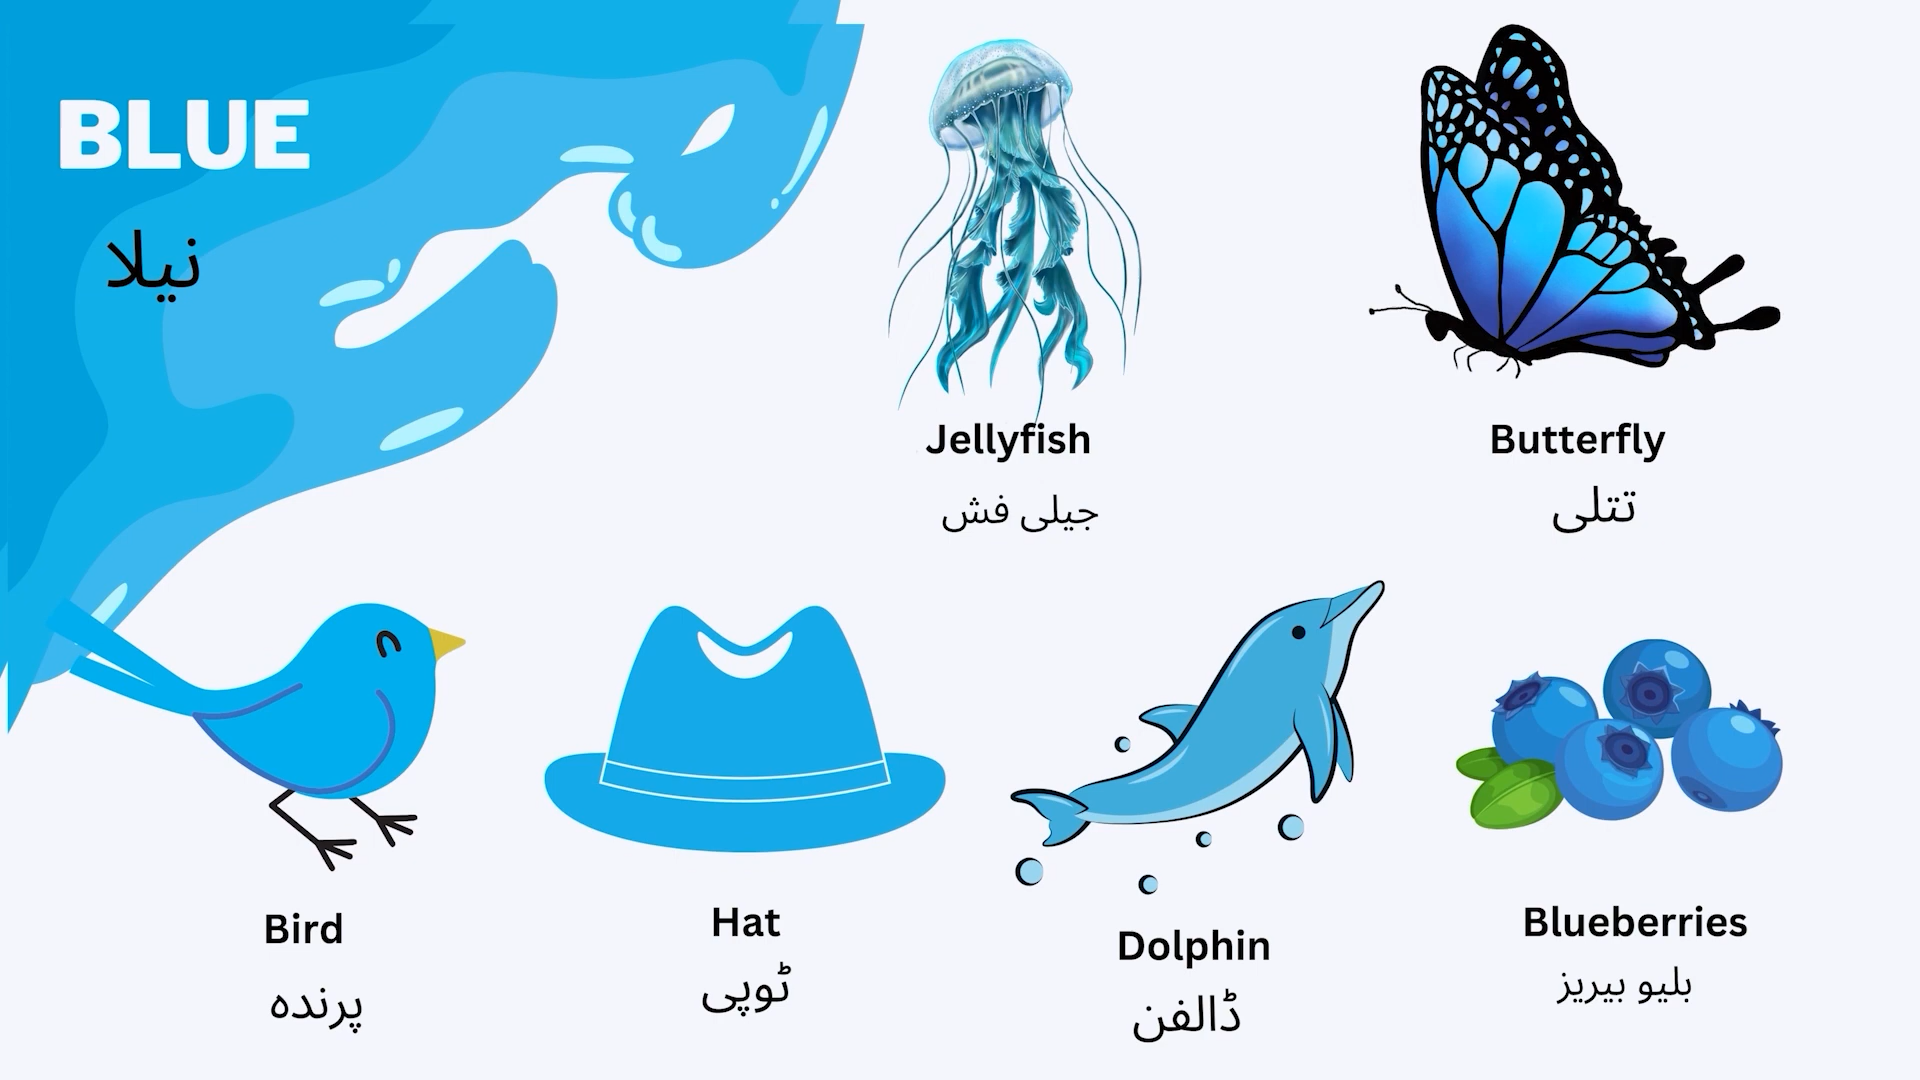 BLUE
نیلا
Jellyfish
جیلی فش
Butterfly
تتلی
Bird
پرندہ
Hat
ٹوپی
Dolphin
ڈالفن
Blueberries
بلیو بیریز